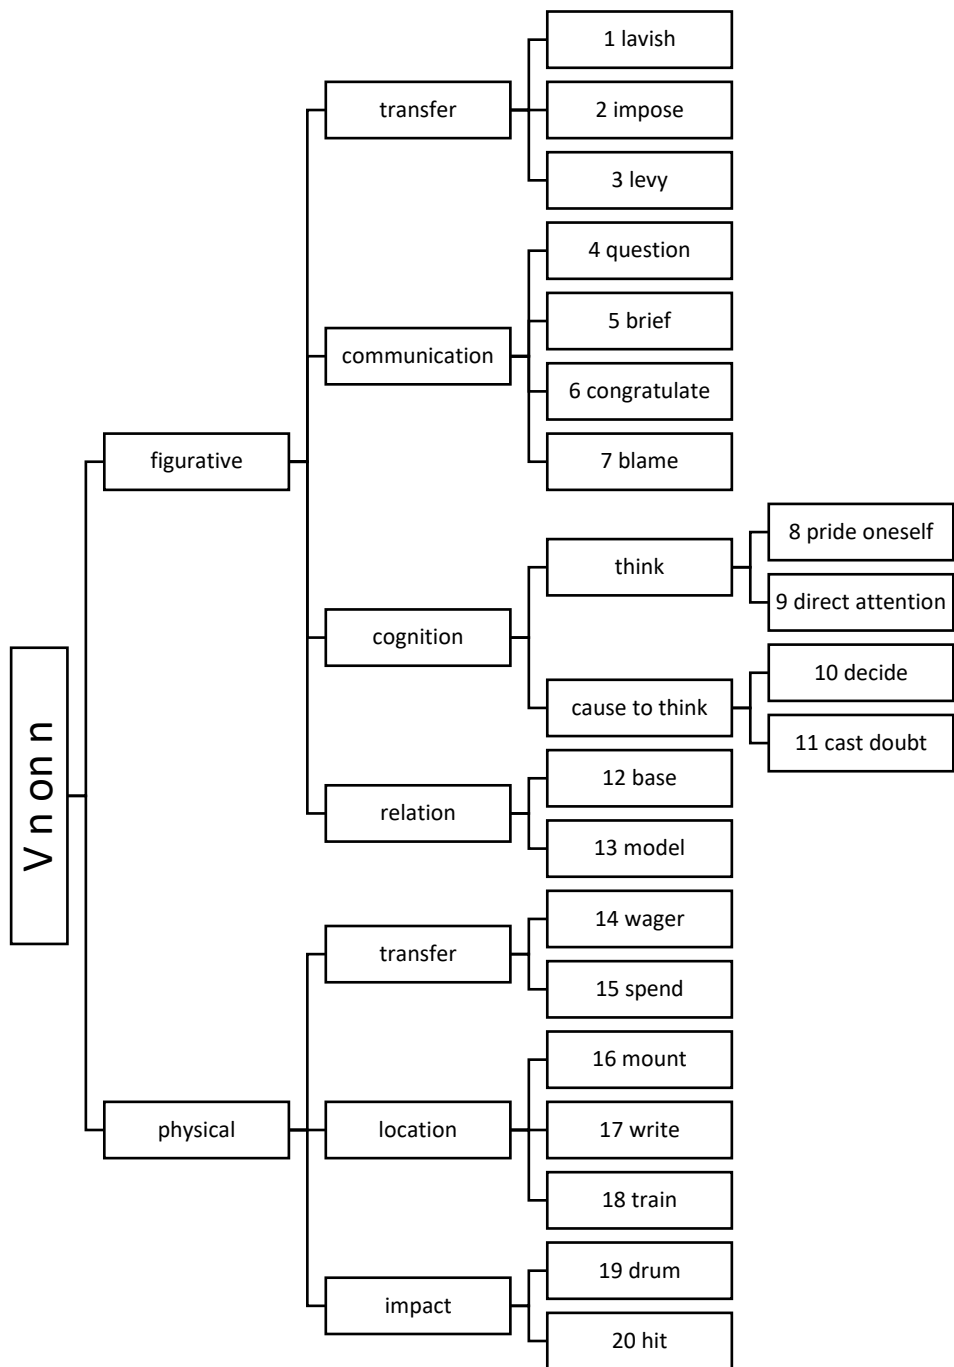 1 lavish
transfer
2 impose
3 levy
4 question
5 brief
communication
6 congratulate
figurative
7 blame
8 pride oneself
think
9 direct attention
cognition
10 decide
cause to think
11 cast doubt
V n on n
12 base
relation
13 model
14 wager
transfer
15 spend
16 mount
physical
location
17 write
18 train
19 drum
impact
20 hit